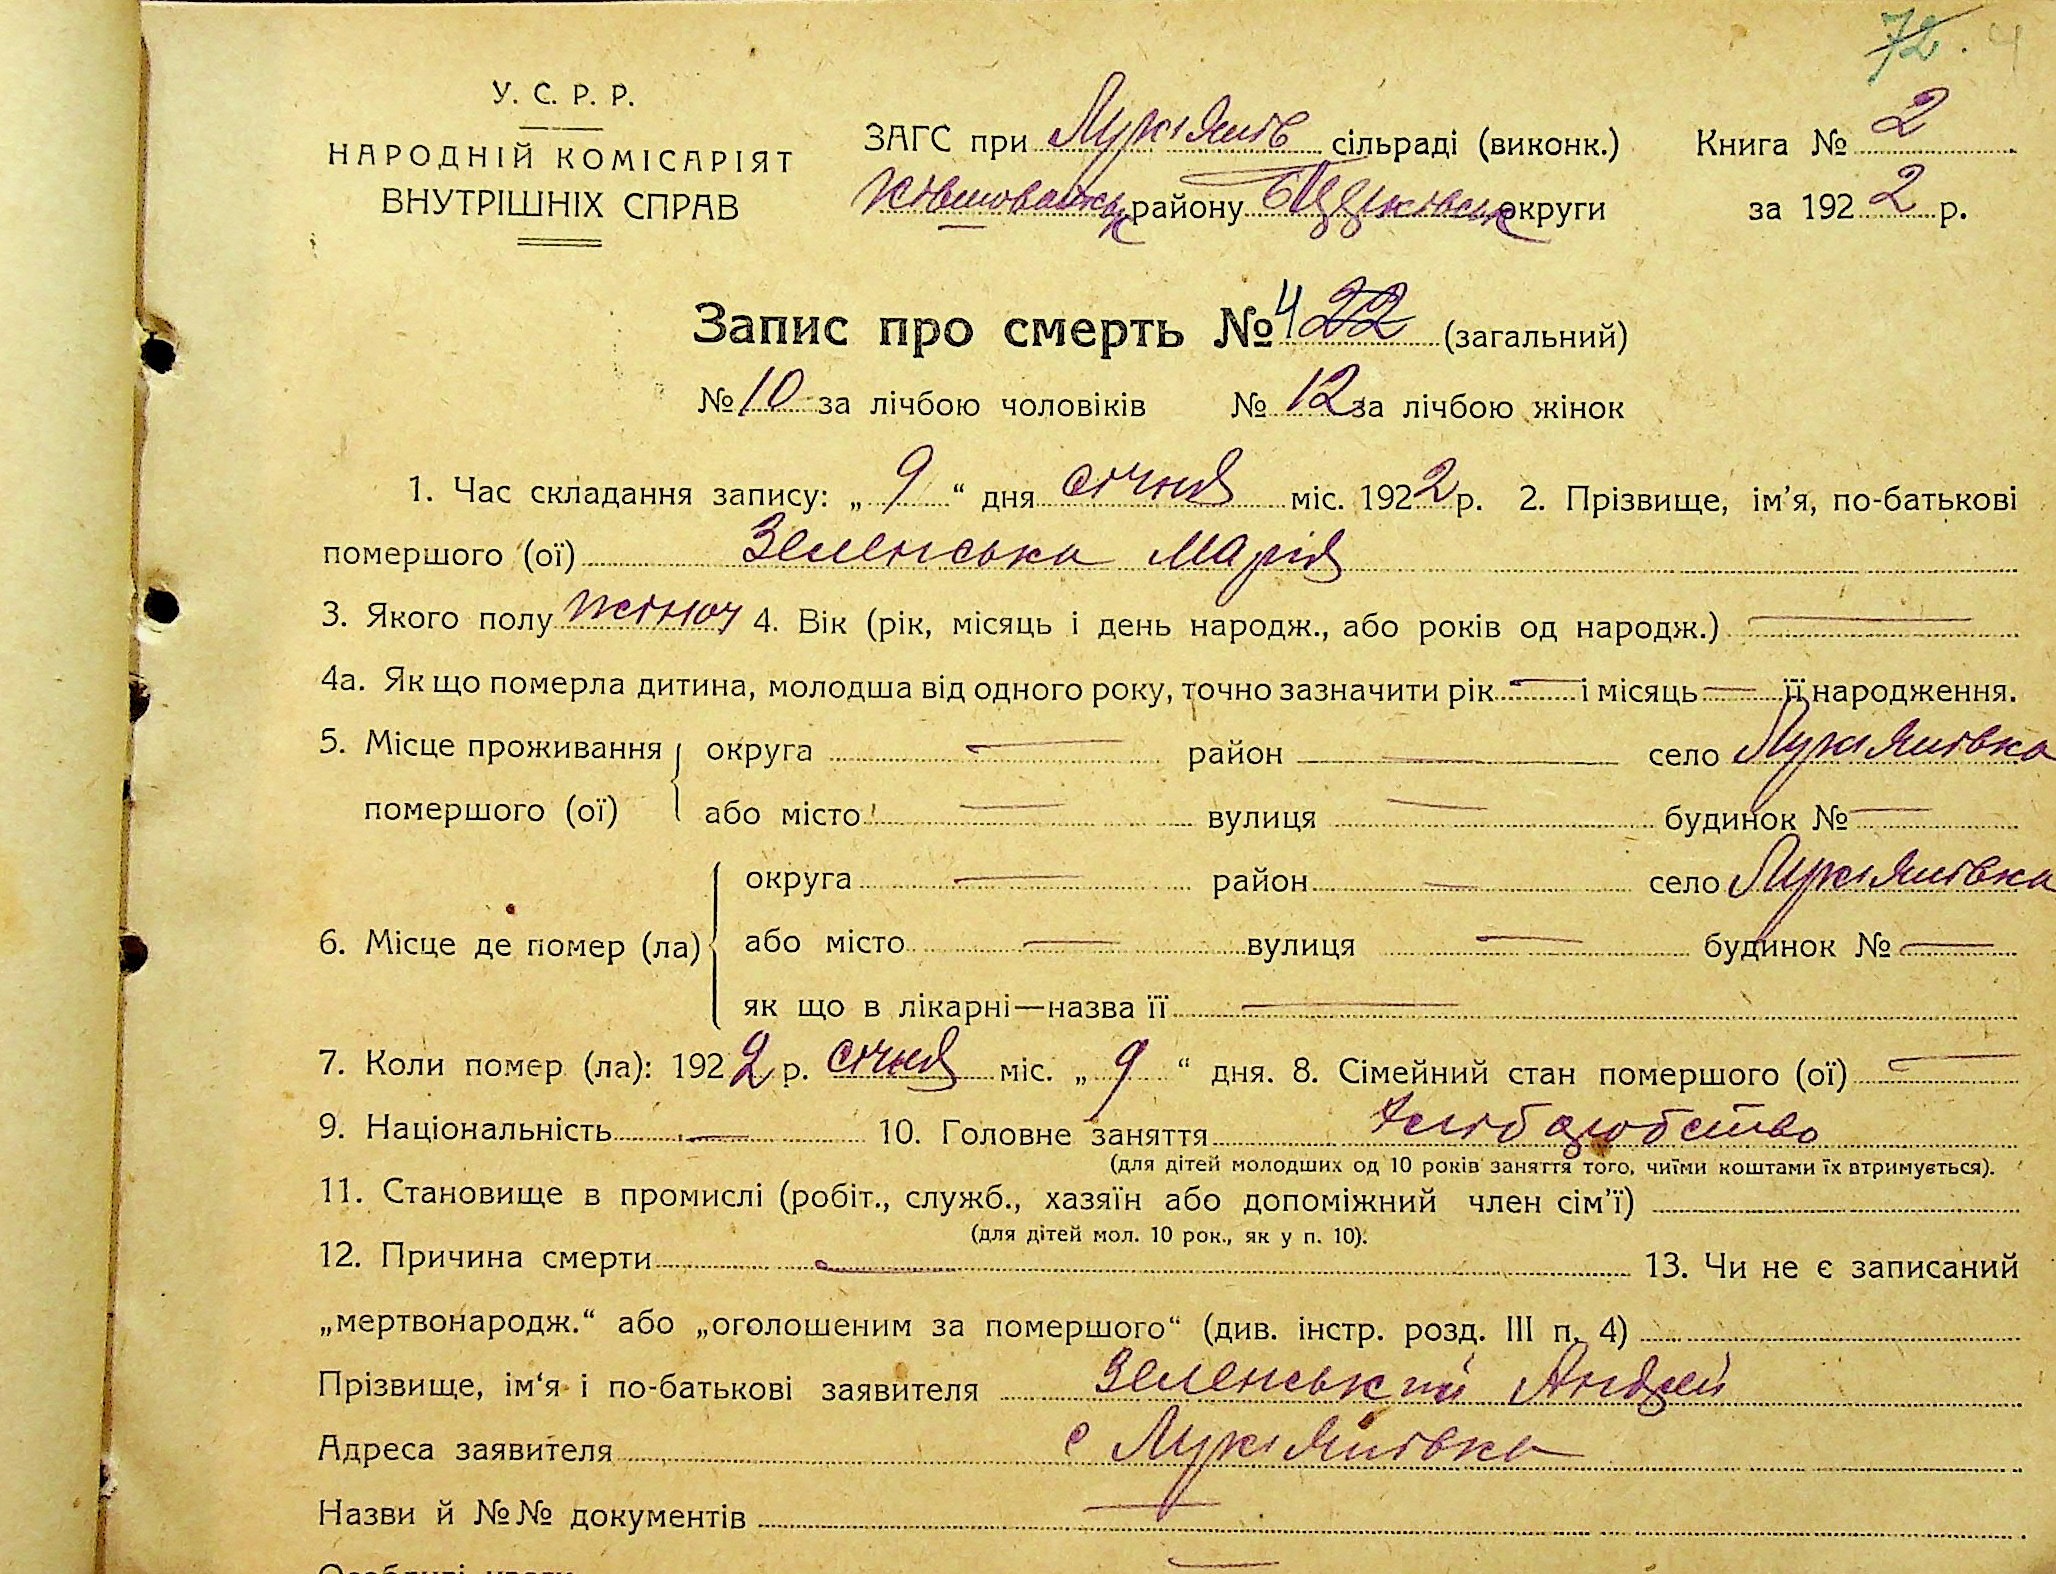 72. 4
У. С. Р. Р.
НАРОДНІЙ КОМІСАРІЯТ
ВНУТРІШНІХ СПРАВ
ЗАГС при Лукіянів сільраді (виконк.)
Книга № 2
району округи
за 1922 р.
Запис про смерть № 4 22 (загальний)
№ 10 за лічбою чоловіків № 12 за лічбою жінок
1. Час складання запису: „9“ дня січня міс. 1922 р. 2. Прізвище, ім'я, по-батькові
помершого (ої) Зеленська Марія
3. Якого полу жіноч 4. Вік (рік, місяць і день народж., або років од народж.) —
4а. Як що померла дитина, молодша від одного року, точно зазначити рік — і місяць — її народження.
5. Місце проживання округа — район — село Лукіянівка
помершого (ої) або місто — вулиця — будинок № —
округа — район — село Лукіянівка
6. Місце де помер (ла) або місто — вулиця — будинок № —
як що в лікарні—назва її —
7. Коли помер (ла): 1922 р. січня міс. „9“ дня. 8. Сімейний стан помершого (ої) —
9. Національність — 10. Головне заняття хлібороbство
(для дітей молодших од 10 років заняття того, чиїми коштами їх втримується).
11. Становище в промислі (робіт., служб., хазяїн або допоміжний член сім'ї)
(для дітей мол. 10 рок., як у п. 10).
12. Причина смерти — 13. Чи не є записаний
„мертвонародж.“ або „оголошеним за помершого“ (див. інстр. розд. III п. 4)
Прізвище, ім'я і по-батькові заявителя Зеленський Андрей
Адреса заявителя с Лукіянівка
Назви й №№ документів —
Особливі уваги —